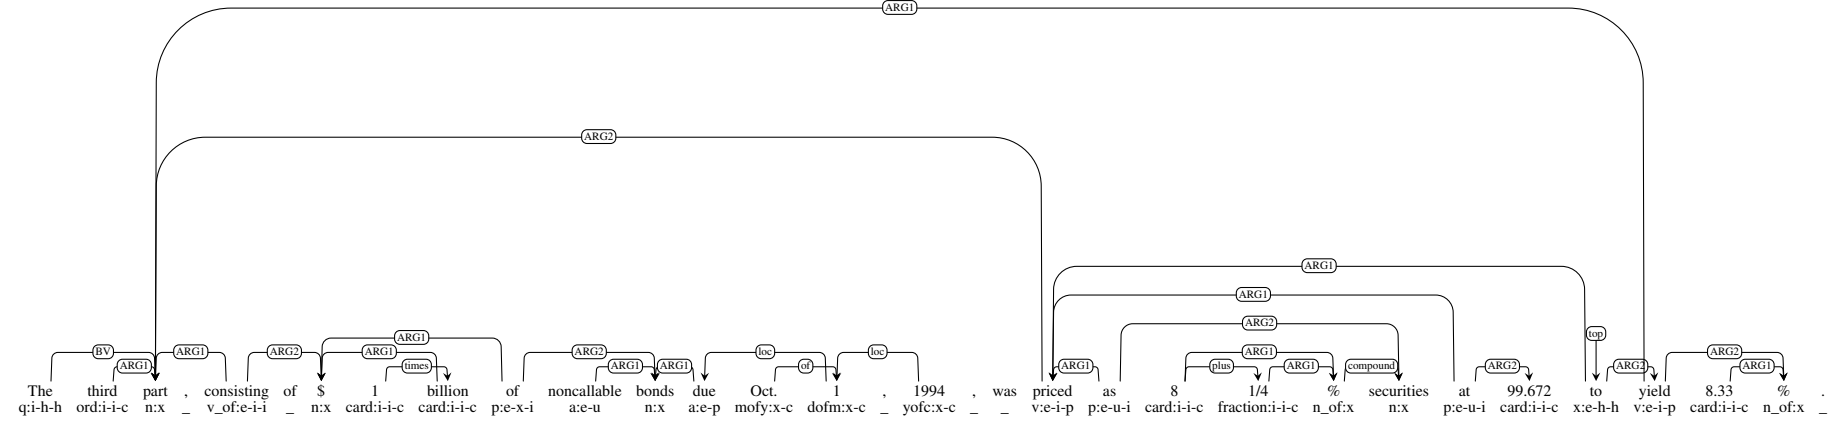 ARG1
ARG2
ARG1
ARG1
ARG2
top
ARG1
BV ARG1 ARG2 ARG1 ARG2 loc loc ARG1 ARG2
ARG1 times ARG1 ARG1 of ARG1 plus ARG1 compound ARG2 ARG2 ARG1
The third part , consisting of $ 1 billion of noncallable bonds due Oct. 1 , 1994 , was priced as 8 1/4 % securities at 99.672 to yield 8.33 % .
q:i-h-h ord:i-i-c n:x _ v_of:e-i-i _ n:x card:i-i-c card:i-i-c p:e-x-i a:e-u n:x a:e-p mofy:x-c dofm:x-c _ yofc:x-c _ _ v:e-i-p p:e-u-i card:i-i-c fraction:i-i-c n_of:x n:x p:e-u-i card:i-i-c x:e-h-h v:e-i-p card:i-i-c n_of:x _